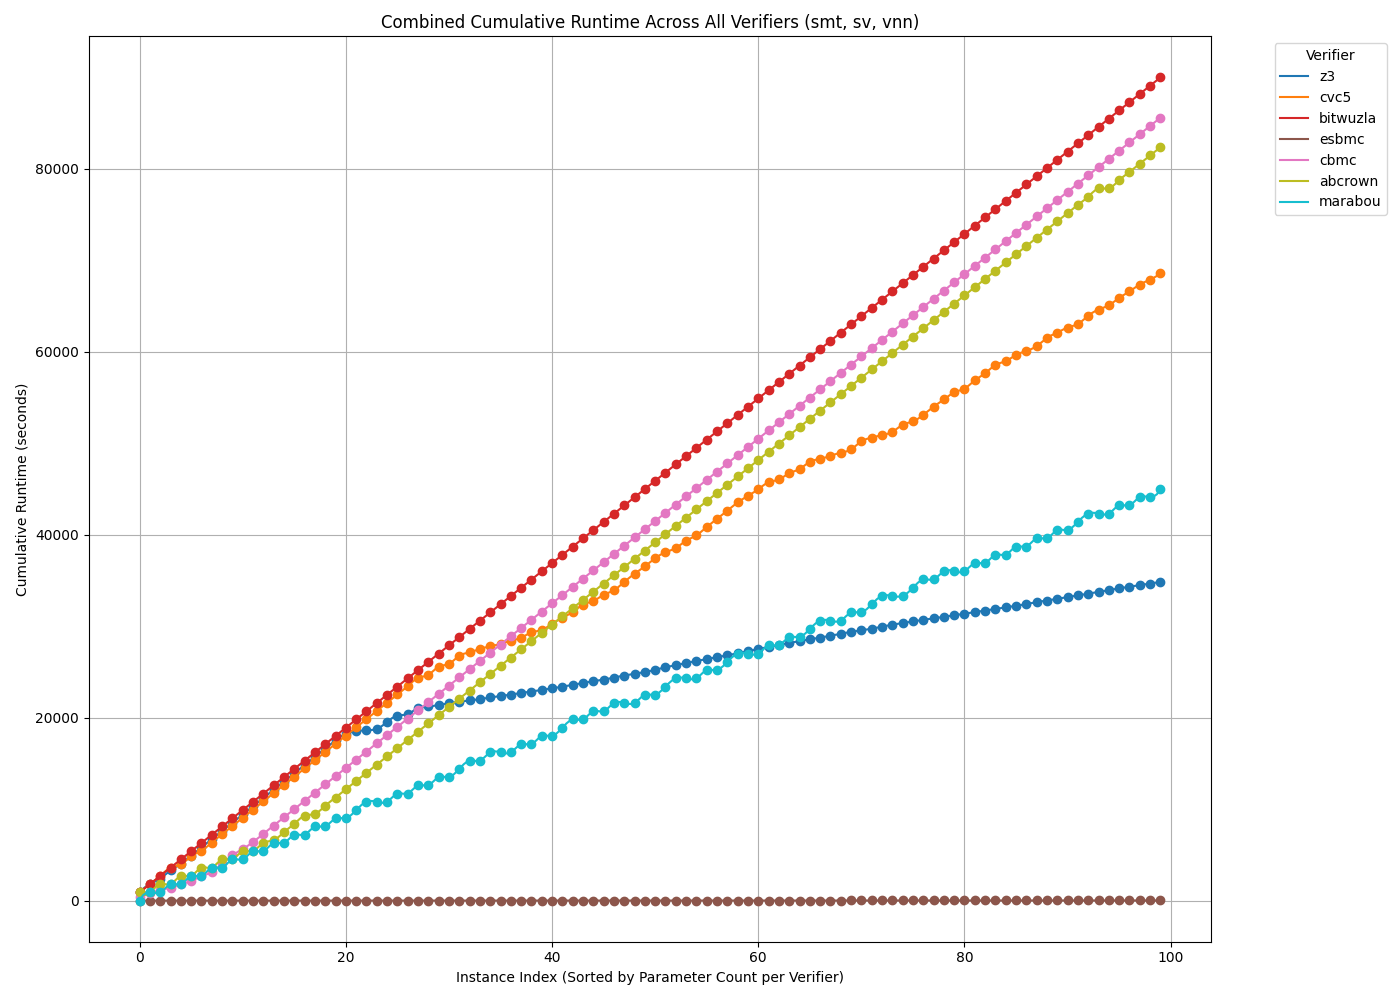 Combined Cumulative Runtime Across All Verifiers (smt, sv, vnn)
Verifier
z3
cvc5
bitwuzla
esbmc
cbmc
abcrown
marabou
Cumulative Runtime (seconds)
80000
60000
40000
20000
0
0 20 40 60 80 100
Instance Index (Sorted by Parameter Count per Verifier)